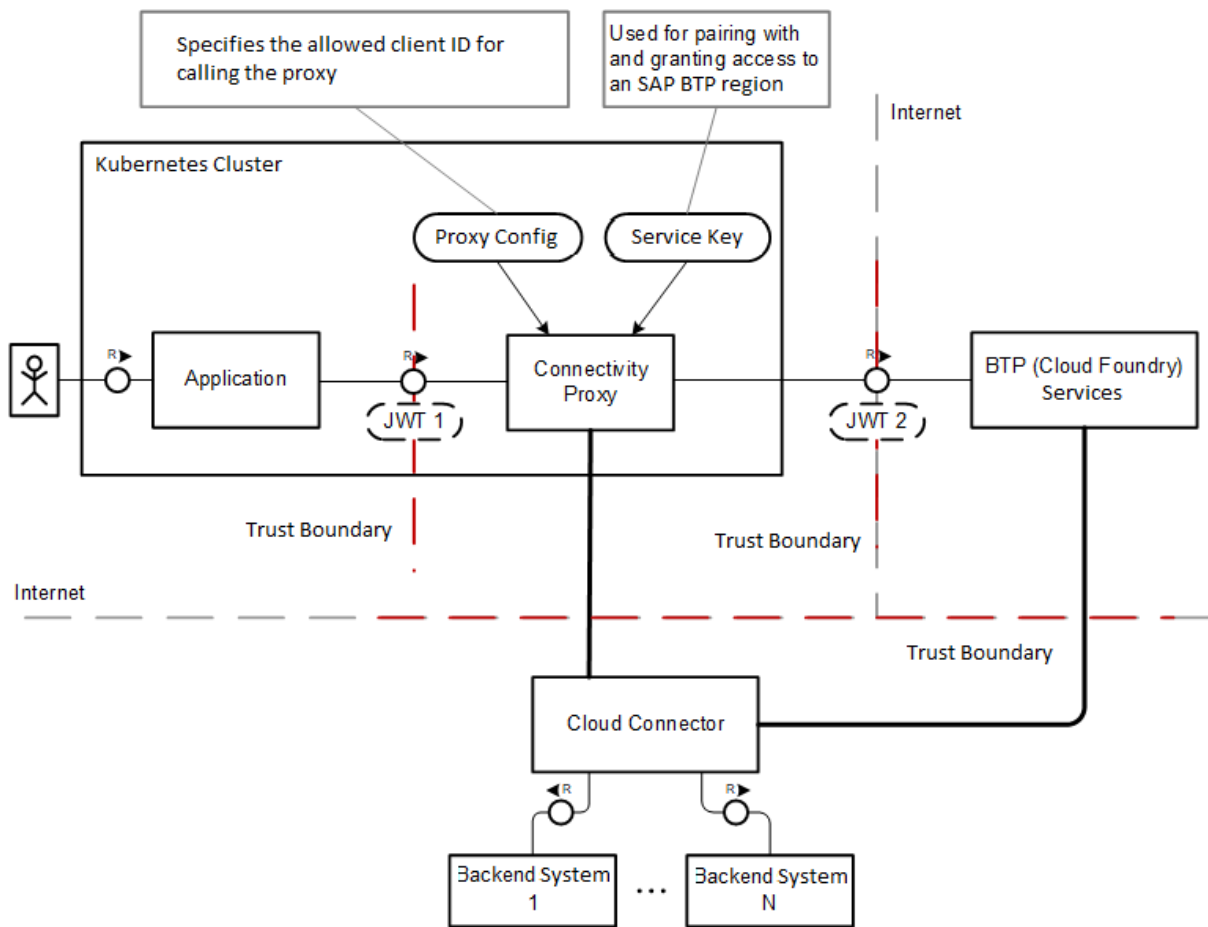 Specifies the allowed client ID for
calling the proxy
Used for pairing with
and granting access to
an SAP BTP region
Internet
Kubernetes Cluster
Proxy Config
Service Key
R
Application
R
JWT 1
Connectivity
Proxy
R
JWT 2
BTP (Cloud Foundry)
Services
Trust Boundary
Trust Boundary
Internet
Trust Boundary
Cloud Connector
R
R
Backend System
1
...
Backend System
N